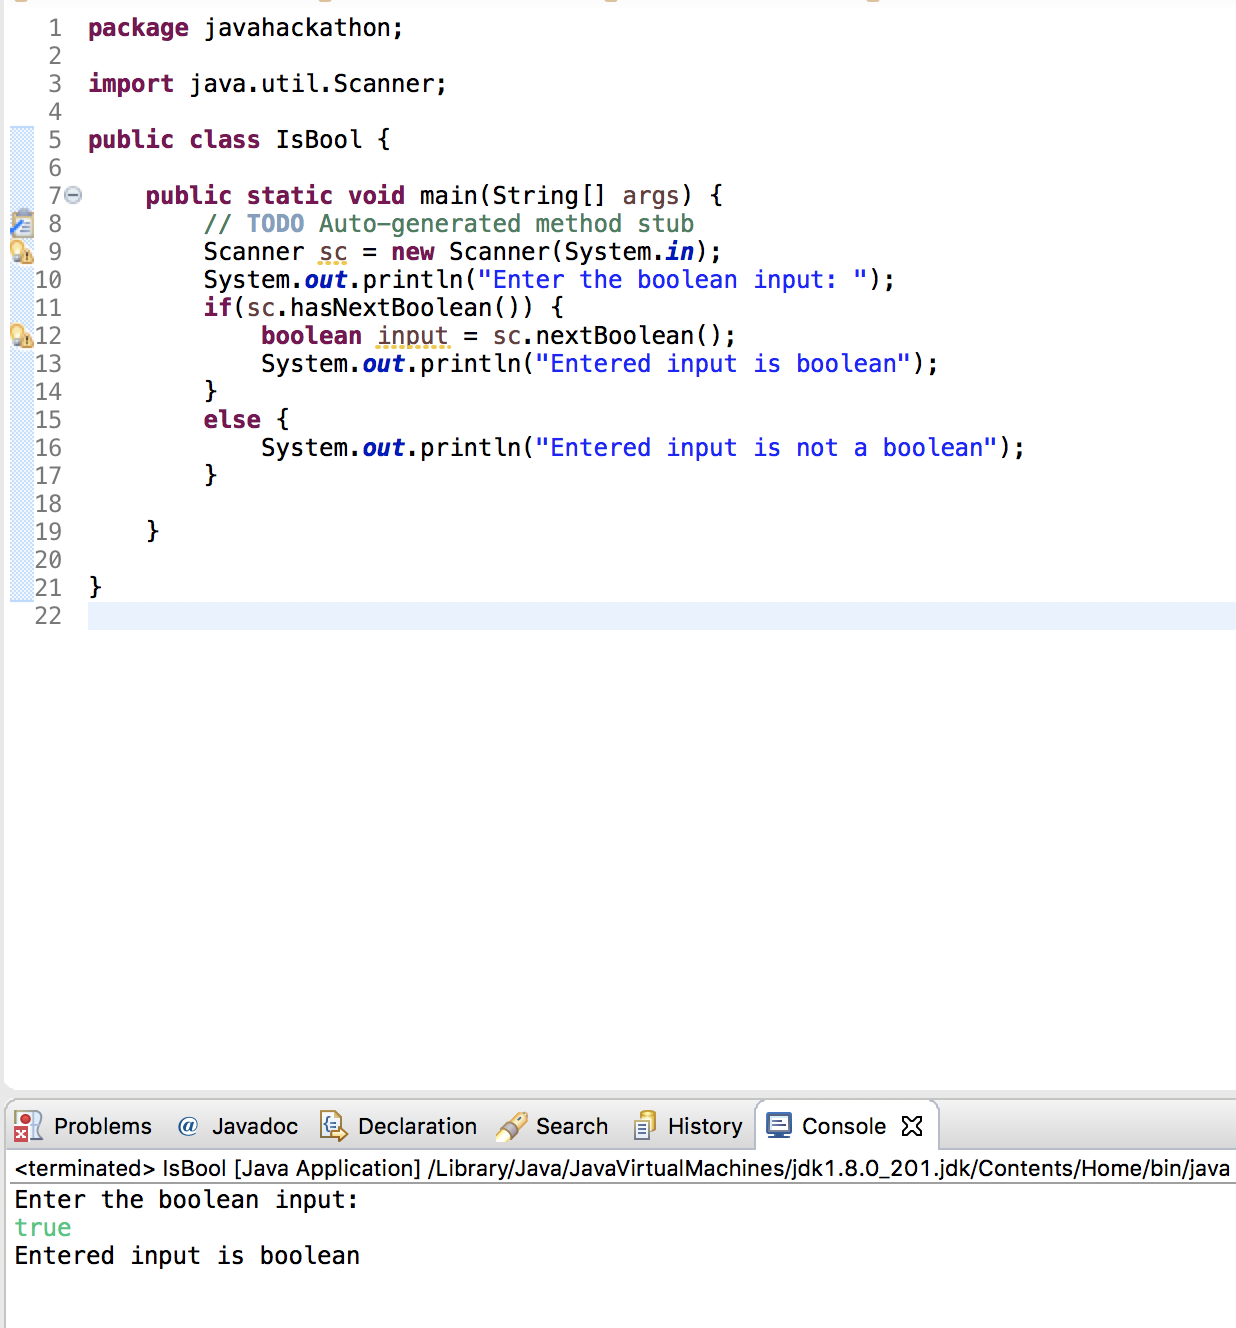 1 package javahackathon;
2
3 import java.util.Scanner;
4
5 public class IsBool {
6
7 public static void main(String[] args) {
8 // TODO Auto-generated method stub
9 Scanner sc = new Scanner(System.in);
10 System.out.println("Enter the boolean input: ");
11 if(sc.hasNextBoolean()) {
12 boolean input = sc.nextBoolean();
13 System.out.println("Entered input is boolean");
14 }
15 else {
16 System.out.println("Entered input is not a boolean");
17 }
18
19 }
20
21 }
22
Problems @ Javadoc Declaration Search History Console
<terminated> IsBool [Java Application] /Library/Java/JavaVirtualMachines/jdk1.8.0_201.jdk/Contents/Home/bin/java
Enter the boolean input:
true
Entered input is boolean